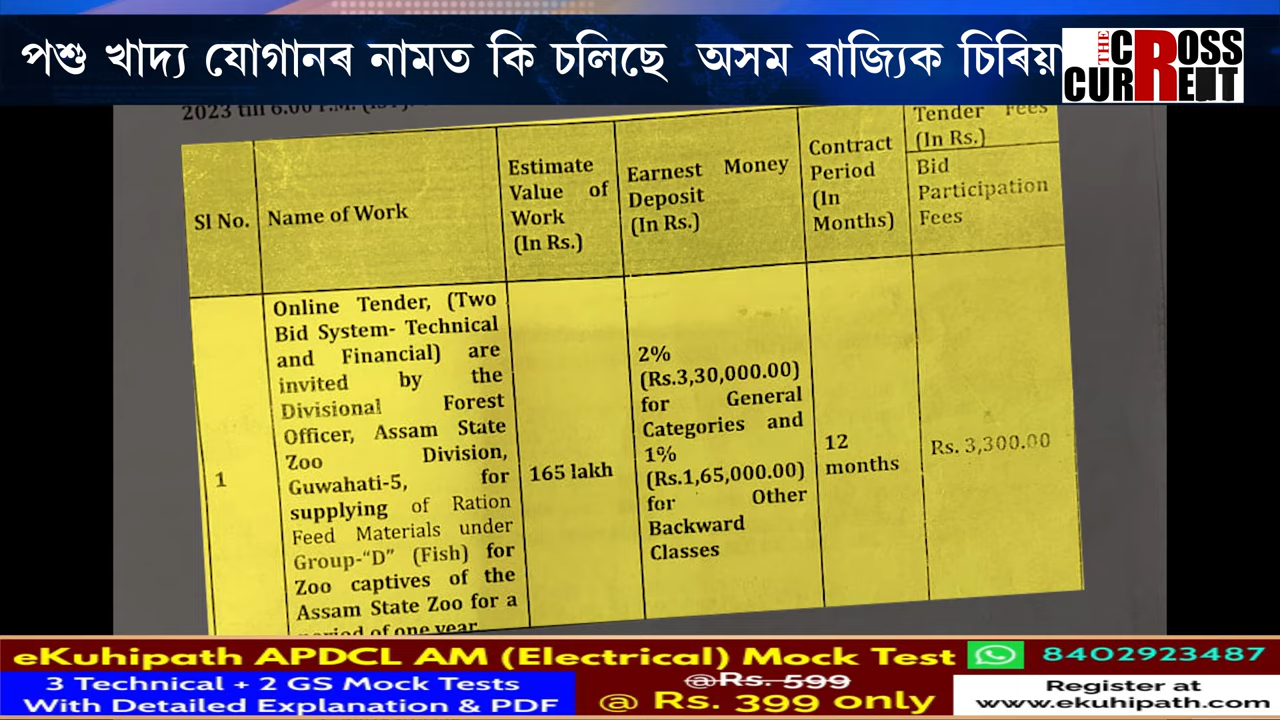 পশু খাদ্য যোগানৰ নামত কি চলিছে অসম ৰাজ্যিক চিৰিয়া
THE CROSS CURRENT
2023 till 6.00 P.M. (IST).
Sl No.
Name of Work
Estimate
Value of
Work
(In Rs.)
Earnest Money
Deposit
(In Rs.)
Contract
Period
(In
Months)
Tender Fees
(In Rs.)
Bid
Participation
Fees
1
Online Tender, (Two
Bid System- Technical
and Financial) are
invited by the
Divisional Forest
Officer, Assam State
Zoo Division,
Guwahati-5, for
supplying of Ration
Feed Materials under
Group-“D” (Fish) for
Zoo captives of the
Assam State Zoo for a
period of one year
165 lakh
2%
(Rs.3,30,000.00)
for General
Categories and
1%
(Rs.1,65,000.00)
for Other
Backward
Classes
12
months
Rs. 3,300.00
eKuhipath APDCL AM (Electrical) Mock Test
8402923487
3 Technical + 2 GS Mock Tests
With Detailed Explanation & PDF
@Rs. 599
@ Rs. 399 only
Register at
www.ekuhipath.com